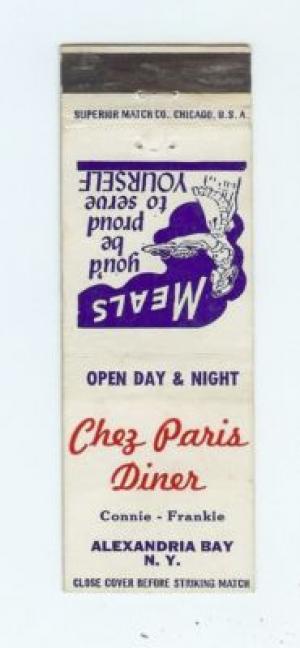 SUPERIOR MATCH CO., CHICAGO, U.S.A.
MEALS
you'd
be
proud
to serve
YOURSELF
OPEN DAY & NIGHT
Chez Paris
Diner
Connie - Frankie
ALEXANDRIA BAY
N. Y.
CLOSE COVER BEFORE STRIKING MATCH